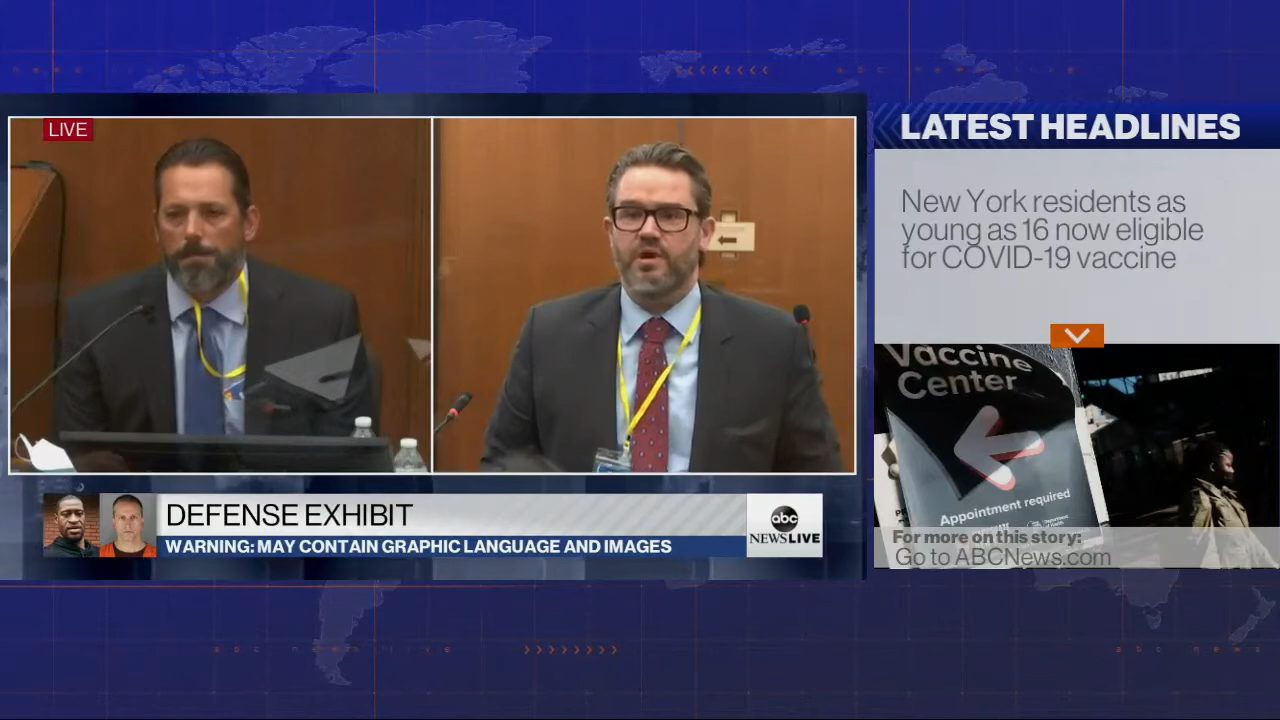 LIVE
DEFENSE EXHIBIT
WARNING: MAY CONTAIN GRAPHIC LANGUAGE AND IMAGES
abc
NEWS LIVE
LATEST HEADLINES
New York residents as
young as 16 now eligible
for COVID-19 vaccine
Vaccine
Center
Appointment required
For more on this story:
Go to ABCNews.com